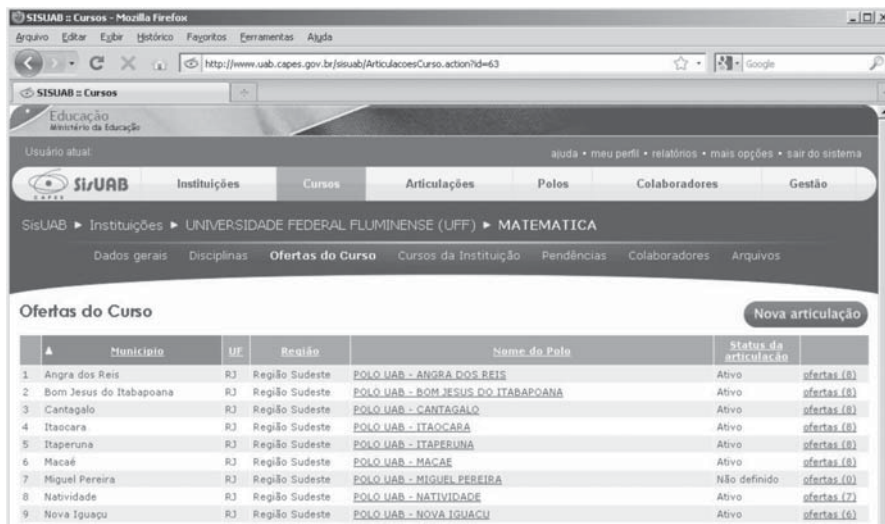 SISUAB :: Cursos - Mozilla Firefox
Arquivo Editar Exibir Histórico Favoritos Ferramentas Ajuda
http://www.uab.capes.gov.br/sisuab/ArticulacoesCurso.action?id=63
Google
SISUAB :: Cursos
Educação
Ministério da Educação
Usuário atual:
ajuda • meu perfil • relatórios • mais opções • sair do sistema
CAPES SisUAB Instituições Cursos Articulações Polos Colaboradores Gestão
SisUAB ► Instituições ► UNIVERSIDADE FEDERAL FLUMINENSE (UFF) ► MATEMATICA
Dados gerais Disciplinas Ofertas do Curso Cursos da Instituição Pendências Colaboradores Arquivos
Ofertas do Curso
Nova articulação
Município UF Região Nome do Polo Status da articulação
1 Angra dos Reis RJ Região Sudeste POLO UAB - ANGRA DOS REIS Ativo ofertas (8)
2 Bom Jesus do Itabapoana RJ Região Sudeste POLO UAB - BOM JESUS DO ITABAPOANA Ativo ofertas (8)
3 Cantagalo RJ Região Sudeste POLO UAB - CANTAGALO Ativo ofertas (8)
4 Itaocara RJ Região Sudeste POLO UAB - ITAOCARA Ativo ofertas (8)
5 Itaperuna RJ Região Sudeste POLO UAB - ITAPERUNA Ativo ofertas (8)
6 Macaé RJ Região Sudeste POLO UAB - MACAE Ativo ofertas (8)
7 Miguel Pereira RJ Região Sudeste POLO UAB - MIGUEL PEREIRA Não definido ofertas (0)
8 Natividade RJ Região Sudeste POLO UAB - NATIVIDADE Ativo ofertas (7)
9 Nova Iguaçu RJ Região Sudeste POLO UAB - NOVA IGUACU Ativo ofertas (6)